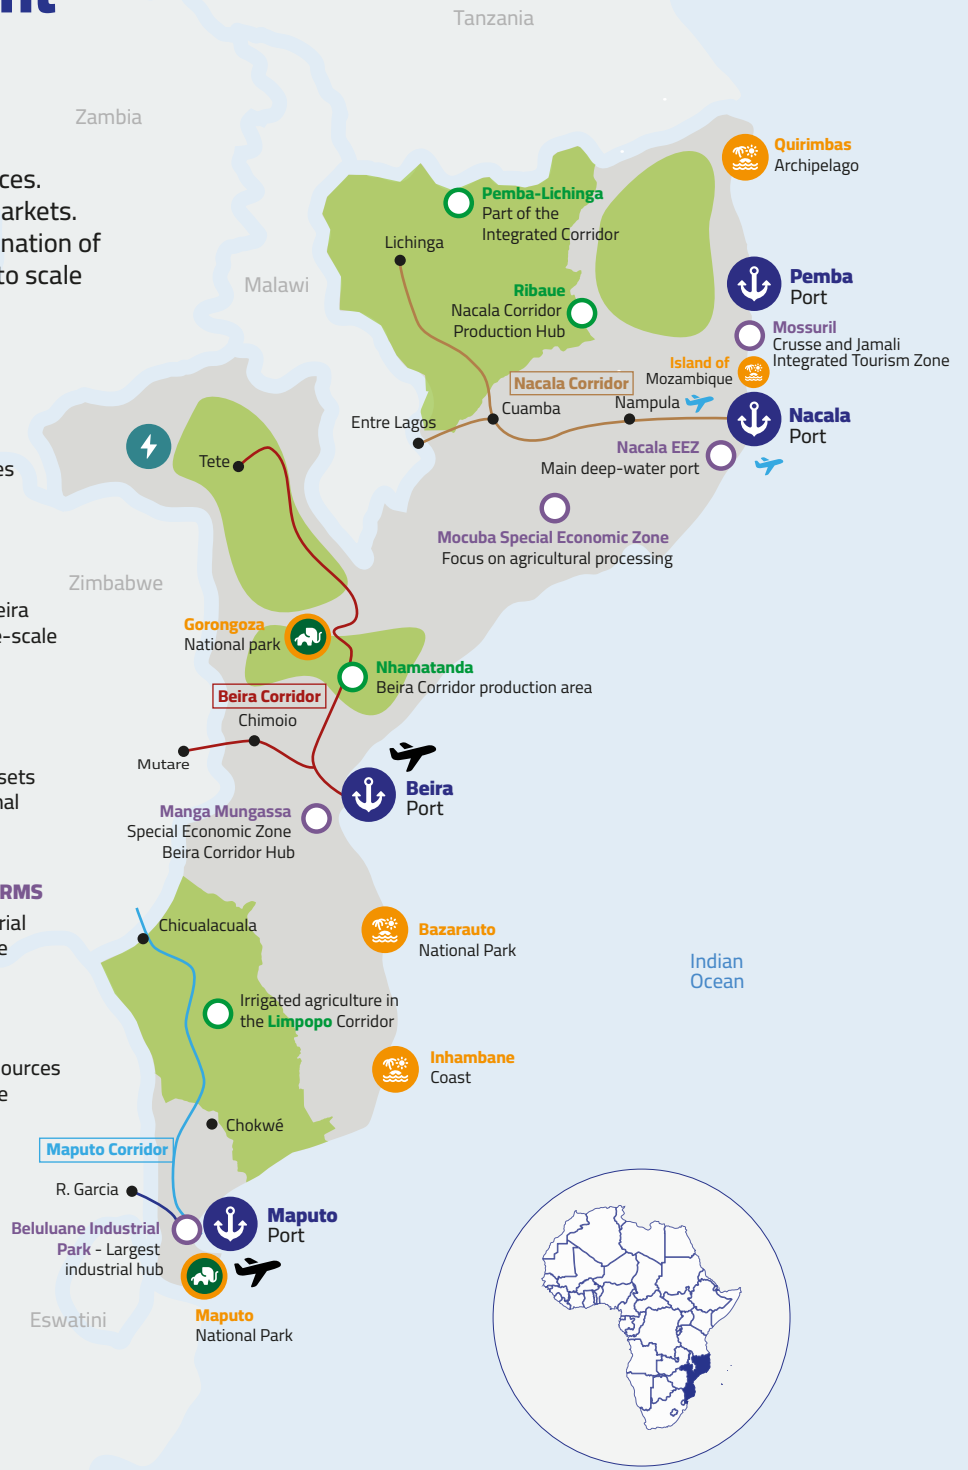 nt
Tanzania
Zambia
ces.
arkets.
nation of
to scale
Quirimbas
Archipelago
Pemba-Lichinga
Part of the
Integrated Corridor
Lichinga
Malawi
Ribaue
Nacala Corridor
Production Hub
Pemba
Port
Mossuril
Crusse and Jamali
Integrated Tourism Zone
Island of
Mozambique
Nacala Corridor
Nampula
Cuamba
Entre Lagos
Nacala
Port
Nacala EEZ
Main deep-water port
Tete
es
Mocuba Special Economic Zone
Focus on agricultural processing
Zimbabwe
eira
e-scale
Gorongoza
National park
Nhamatanda
Beira Corridor production area
Beira Corridor
Chimoio
Mutare
sets
nal
Beira
Port
Manga Mungassa
Special Economic Zone
Beira Corridor Hub
RMS
rial
e
Chicualacuala
Bazarauto
National Park
Indian
Ocean
Irrigated agriculture in
the Limpopo Corridor
Inhambane
Coast
ources
e
Chokwé
Maputo Corridor
R. Garcia
Maputo
Port
Beluluane Industrial
Park - Largest
industrial hub
Eswatini
Maputo
National Park